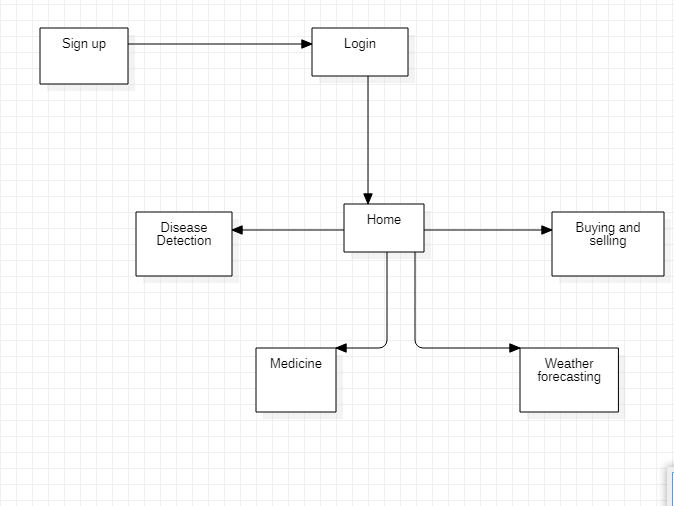 Sign up
Login
Home
Disease
Detection
Buying and
selling
Medicine
Weather
forecasting